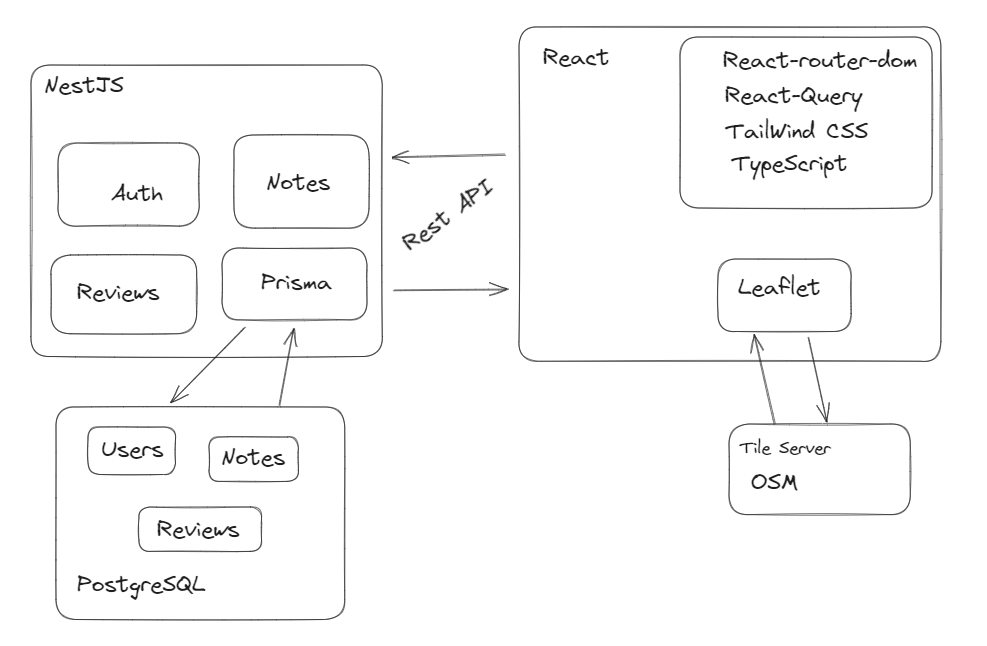 NestJS
Auth
Notes
Reviews
Prisma
Rest API
React
React-router-dom
React-Query
TailWind CSS
TypeScript
Leaflet
Users
Notes
Reviews
PostgreSQL
Tile Server
OSM